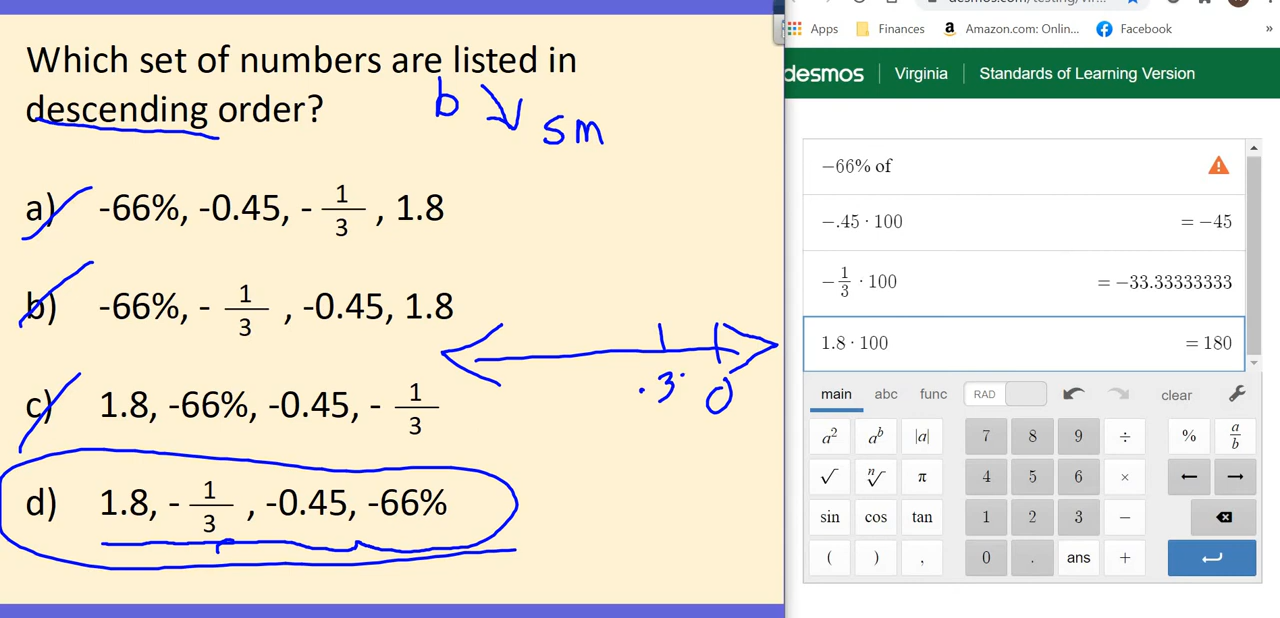 Which set of numbers are listed in
descending order?
b sm
a) -66%, -0.45, - 1/3 , 1.8
b) -66%, - 1/3 , -0.45, 1.8
c) 1.8, -66%, -0.45, - 1/3
d) 1.8, - 1/3 , -0.45, -66%
.3. 0
Apps Finances a Amazon.com: Onlin... Facebook »
desmos Virginia Standards of Learning Version
−66% of
−.45 · 100 = −45
−1/3 · 100 = −33.33333333
1.8 · 100 = 180
main abc func RAD clear
a² aᵇ |a| 7 8 9 ÷ % a/b
√ ⁿ√ π 4 5 6 × ← →
sin cos tan 1 2 3 −
( ) , 0 . ans +